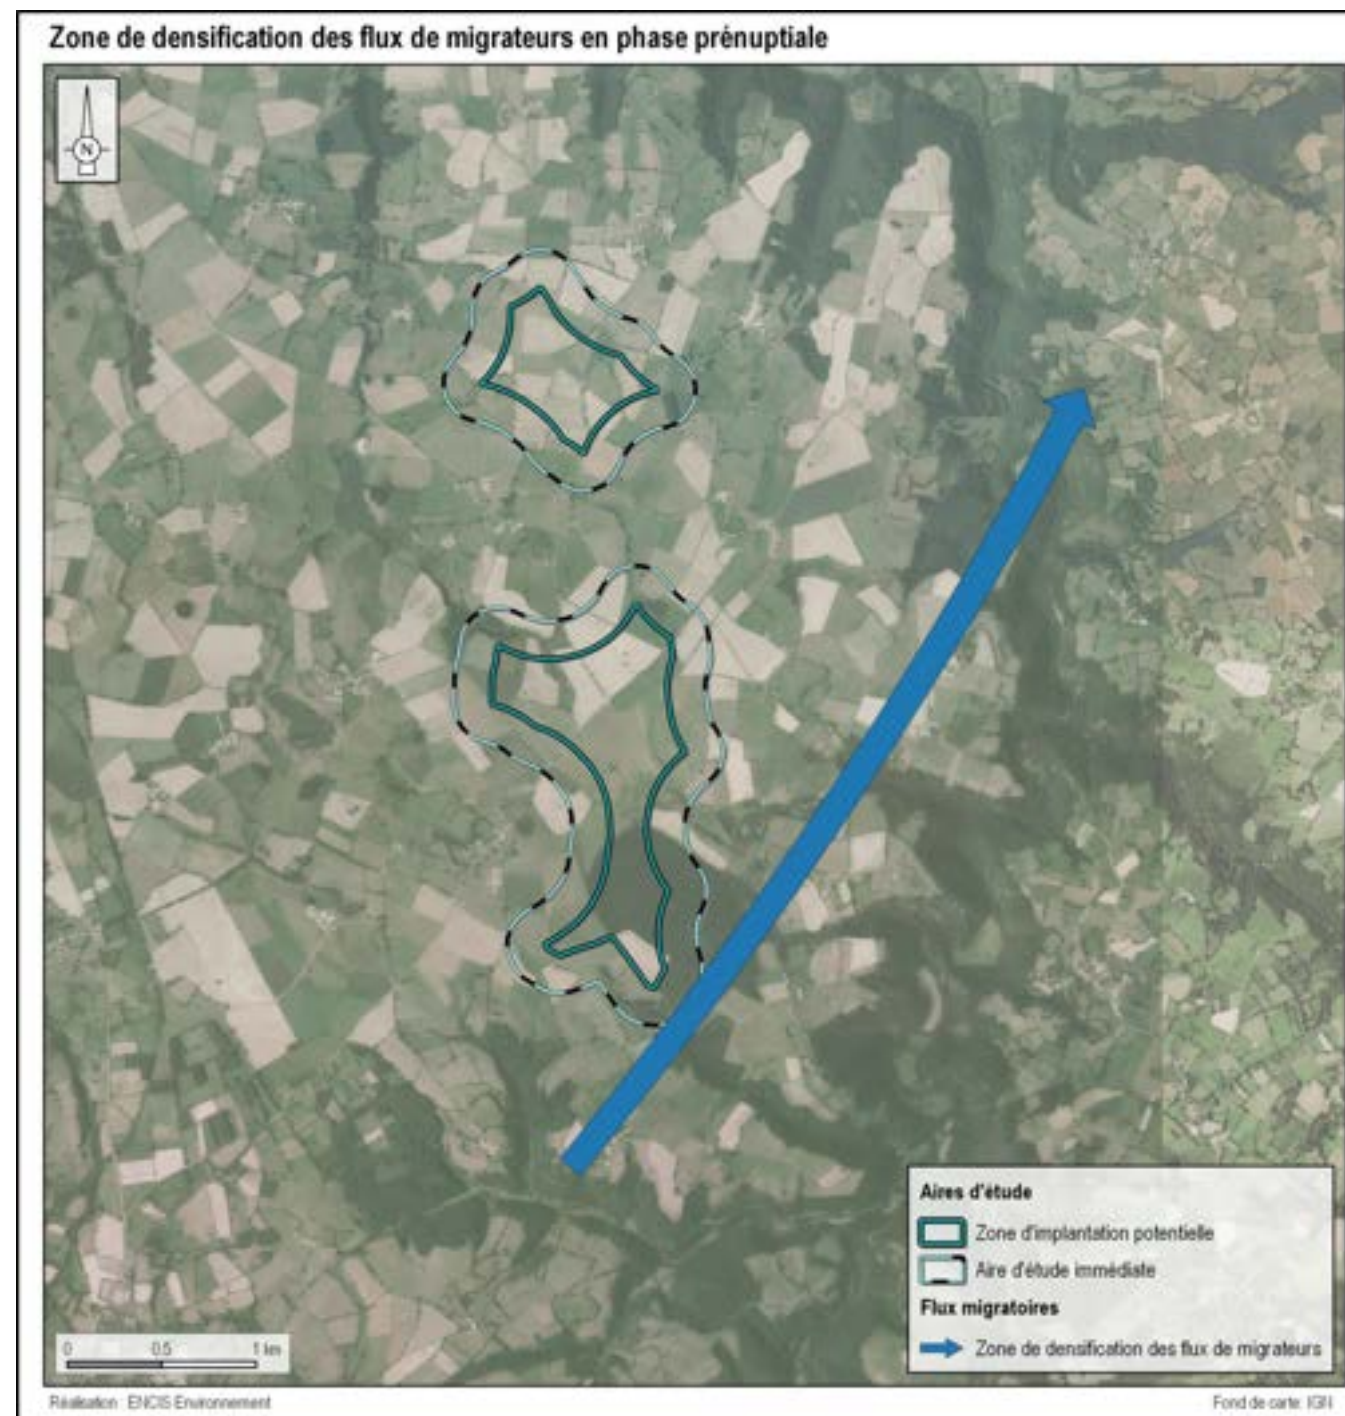 Zone de densification des flux de migrateurs en phase prénuptiale
N
Aires d'étude
Zone d'implantation potentielle
Aire d'étude immédiate
Flux migratoires
Zone de densification des flux de migrateurs
0 0.5 1 km
Réalisation : ENCIS Environnement
Fond de carte: IGN